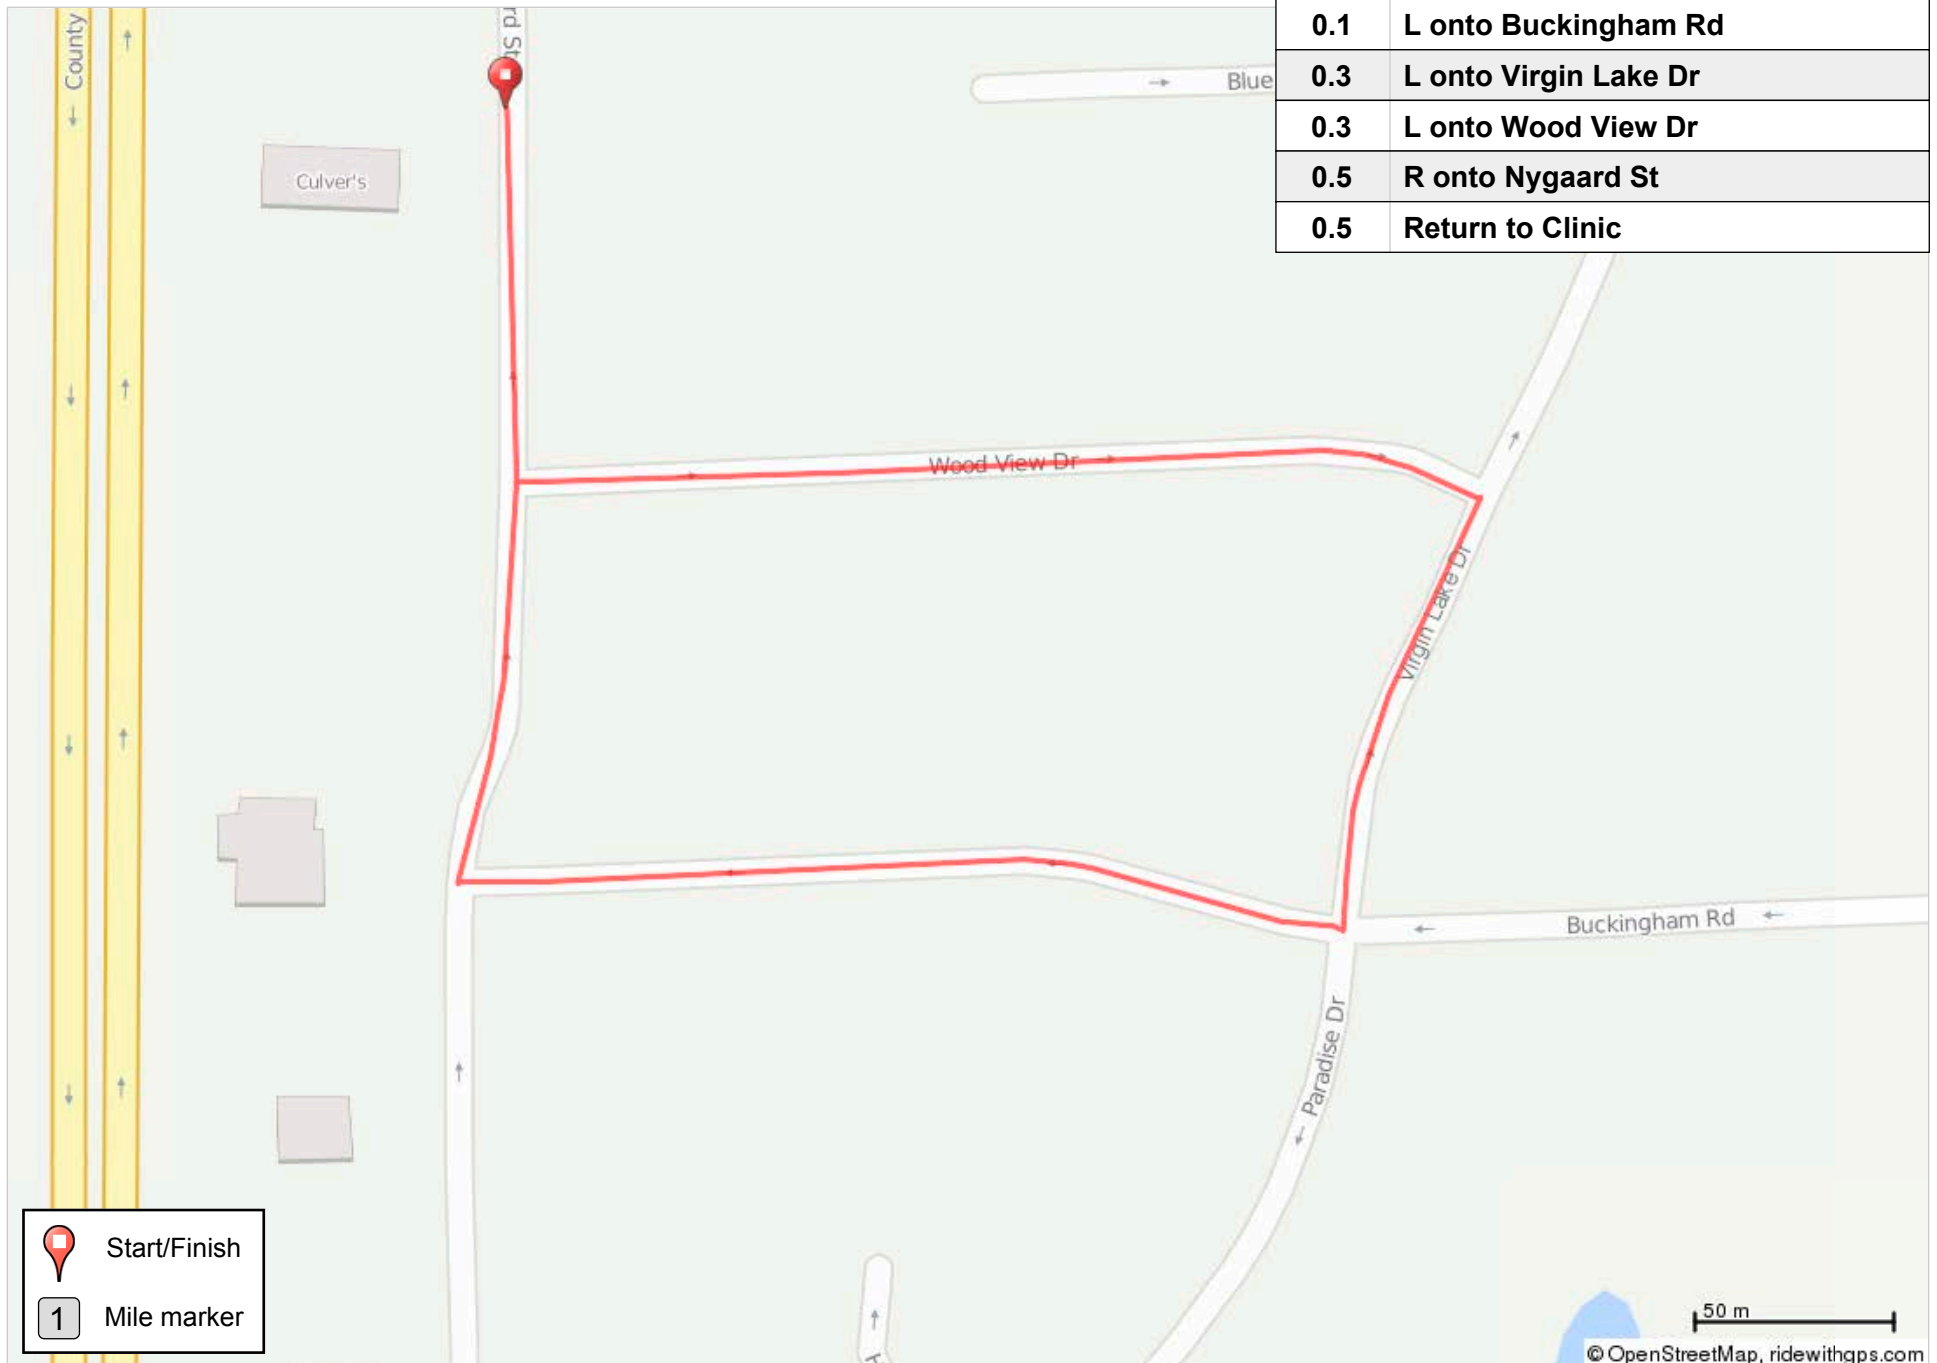 County
rd St
Blue
0.1 L onto Buckingham Rd
0.3 L onto Virgin Lake Dr
0.3 L onto Wood View Dr
0.5 R onto Nygaard St
0.5 Return to Clinic
Culver's
Wood View Dr
Virgin Lake Dr
Buckingham Rd
Paradise Dr
Start/Finish
1 Mile marker
50 m
© OpenStreetMap, ridewithgps.com